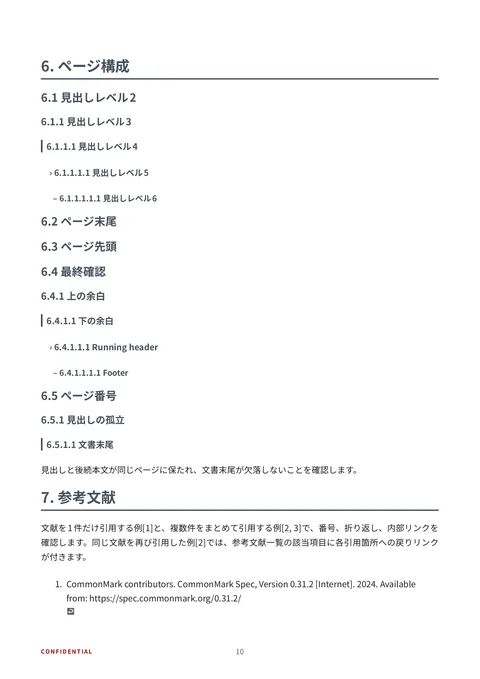 6. ページ構成
6.1 見出しレベル2
6.1.1 見出しレベル3
6.1.1.1 見出しレベル4
› 6.1.1.1.1 見出しレベル5
– 6.1.1.1.1.1 見出しレベル6
6.2 ページ末尾
6.3 ページ先頭
6.4 最終確認
6.4.1 上の余白
6.4.1.1 下の余白
› 6.4.1.1.1 Running header
– 6.4.1.1.1.1 Footer
6.5 ページ番号
6.5.1 見出しの孤立
6.5.1.1 文書末尾
見出しと後続本文が同じページに保たれ、文書末尾が欠落しないことを確認します。
7. 参考文献
文献を1件だけ引用する例[1]と、複数件をまとめて引用する例[2, 3]で、番号、折り返し、内部リンクを
確認します。同じ文献を再び引用した例[2]では、参考文献一覧の該当項目に各引用箇所への戻りリンク
が付きます。
1. CommonMark contributors. CommonMark Spec, Version 0.31.2 [Internet]. 2024. Available
from: https://spec.commonmark.org/0.31.2/
CONFIDENTIAL
10